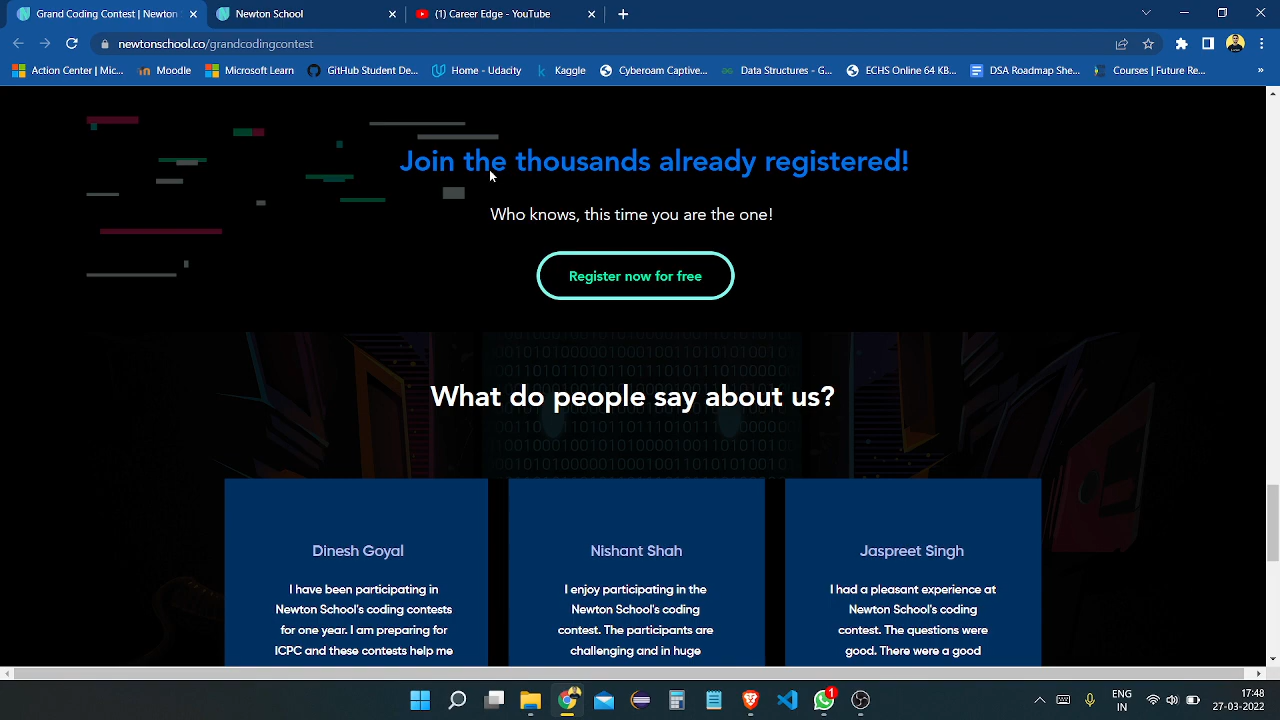 Grand Coding Contest | Newton
Newton School
(1) Career Edge - YouTube
newtonschool.co/grandcodingcontest
Action Center | Mic...
Moodle
Microsoft Learn
GitHub Student De...
Home - Udacity
Kaggle
Cyberoam Captive...
Data Structures - G...
ECHS Online 64 KB...
DSA Roadmap She...
Courses | Future Re...
Join the thousands already registered!
Who knows, this time you are the one!
Register now for free
What do people say about us?
Dinesh Goyal
I have been participating in
Newton School's coding contests
for one year. I am preparing for
ICPC and these contests help me
Nishant Shah
I enjoy participating in the
Newton School's coding
contest. The participants are
challenging and in huge
Jaspreet Singh
I had a pleasant experience at
Newton School's coding
contest. The questions were
good. There were a good
1
ENG
IN
17:48
27-03-2022